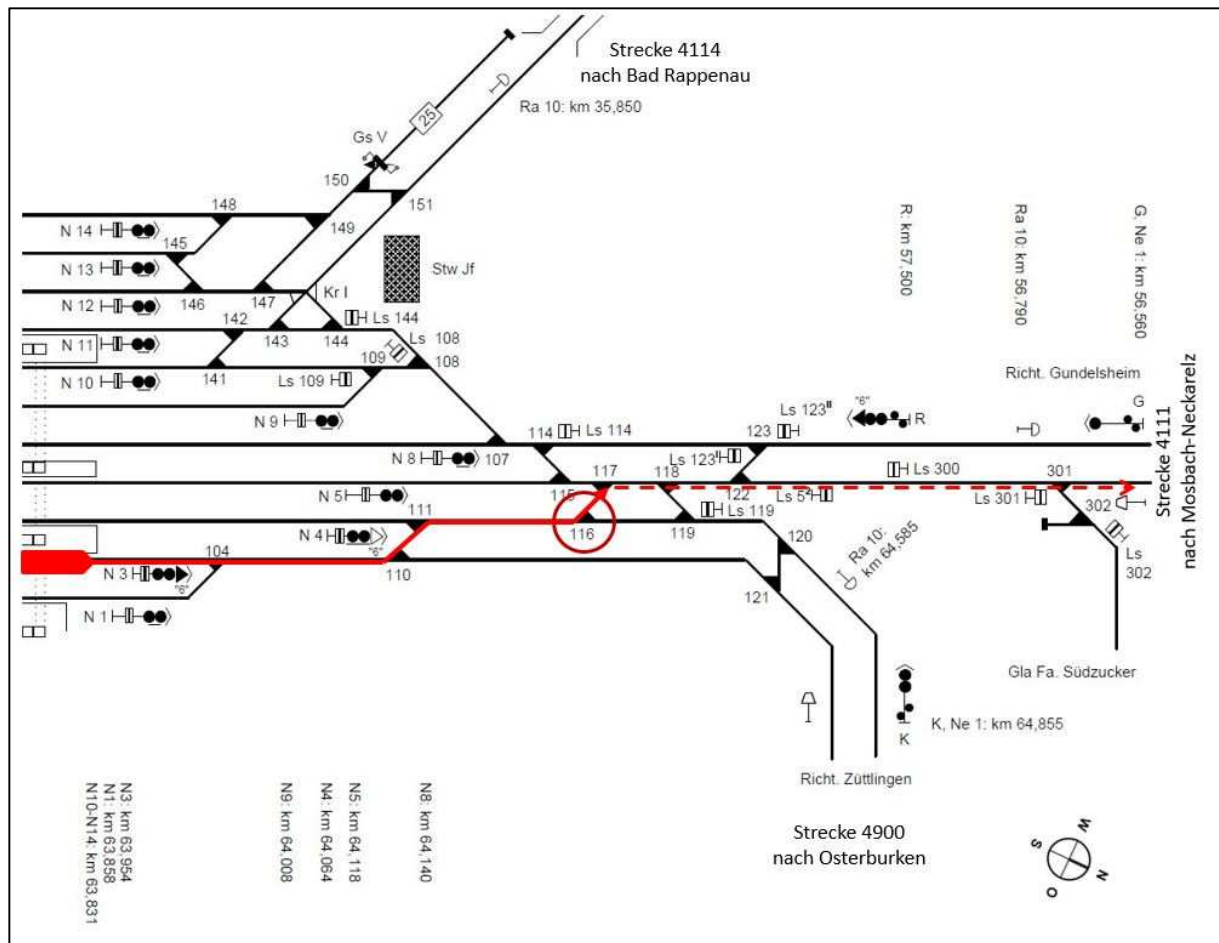 Strecke 4114
nach Bad Rappenau
Ra 10: km 35,850
25
Gs V
150
151
148
149
N 14
145
N 13
Stw Jf
146
147
Kr I
N 12
142
143
144
Ls 144
N 11
Ls 108
108
109
141
N 10
Ls 109
N 9
R: km 57,500
Ra 10: km 56,790
G, Ne 1: km 56,560
Richt. Gundelsheim
"6"
R
G
Ls 123"
123
114
Ls 114
N 8
107
Ls 123'
117
118
Ls 300
301
115
122
N 5
Ls 5²
Ls 301
302
111
Ls 119
N 4
"6"
116
119
120
Ls
302
Strecke 4111
nach Mosbach-Neckarelz
104
110
N 3
"6"
Ra 10:
km 64,585
121
N 1
Gla Fa. Südzucker
K
K, Ne 1: km 64,855
Richt. Züttlingen
Strecke 4900
nach Osterburken
N8: km 64,140
N5: km 64,118
N4: km 64,064
N9: km 64,008
N3: km 63,954
N1: km 63,858
N10-N14: km 63,831
W
S
N
O